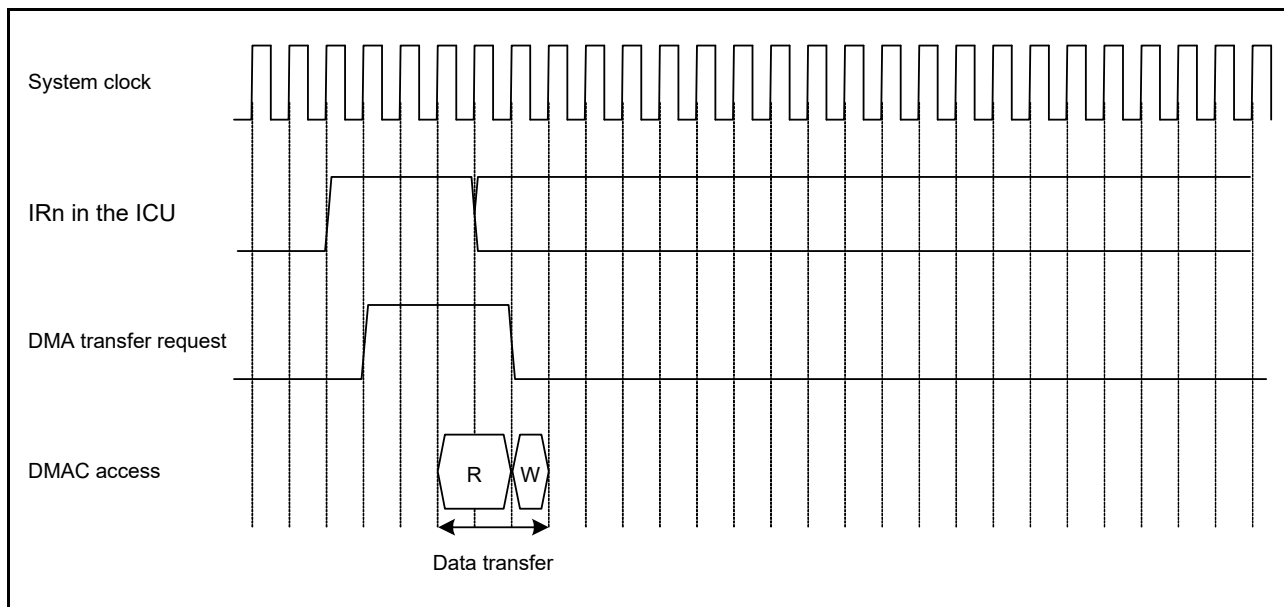 System clock
IRn in the ICU
DMA transfer request
DMAC access
R
W
Data transfer